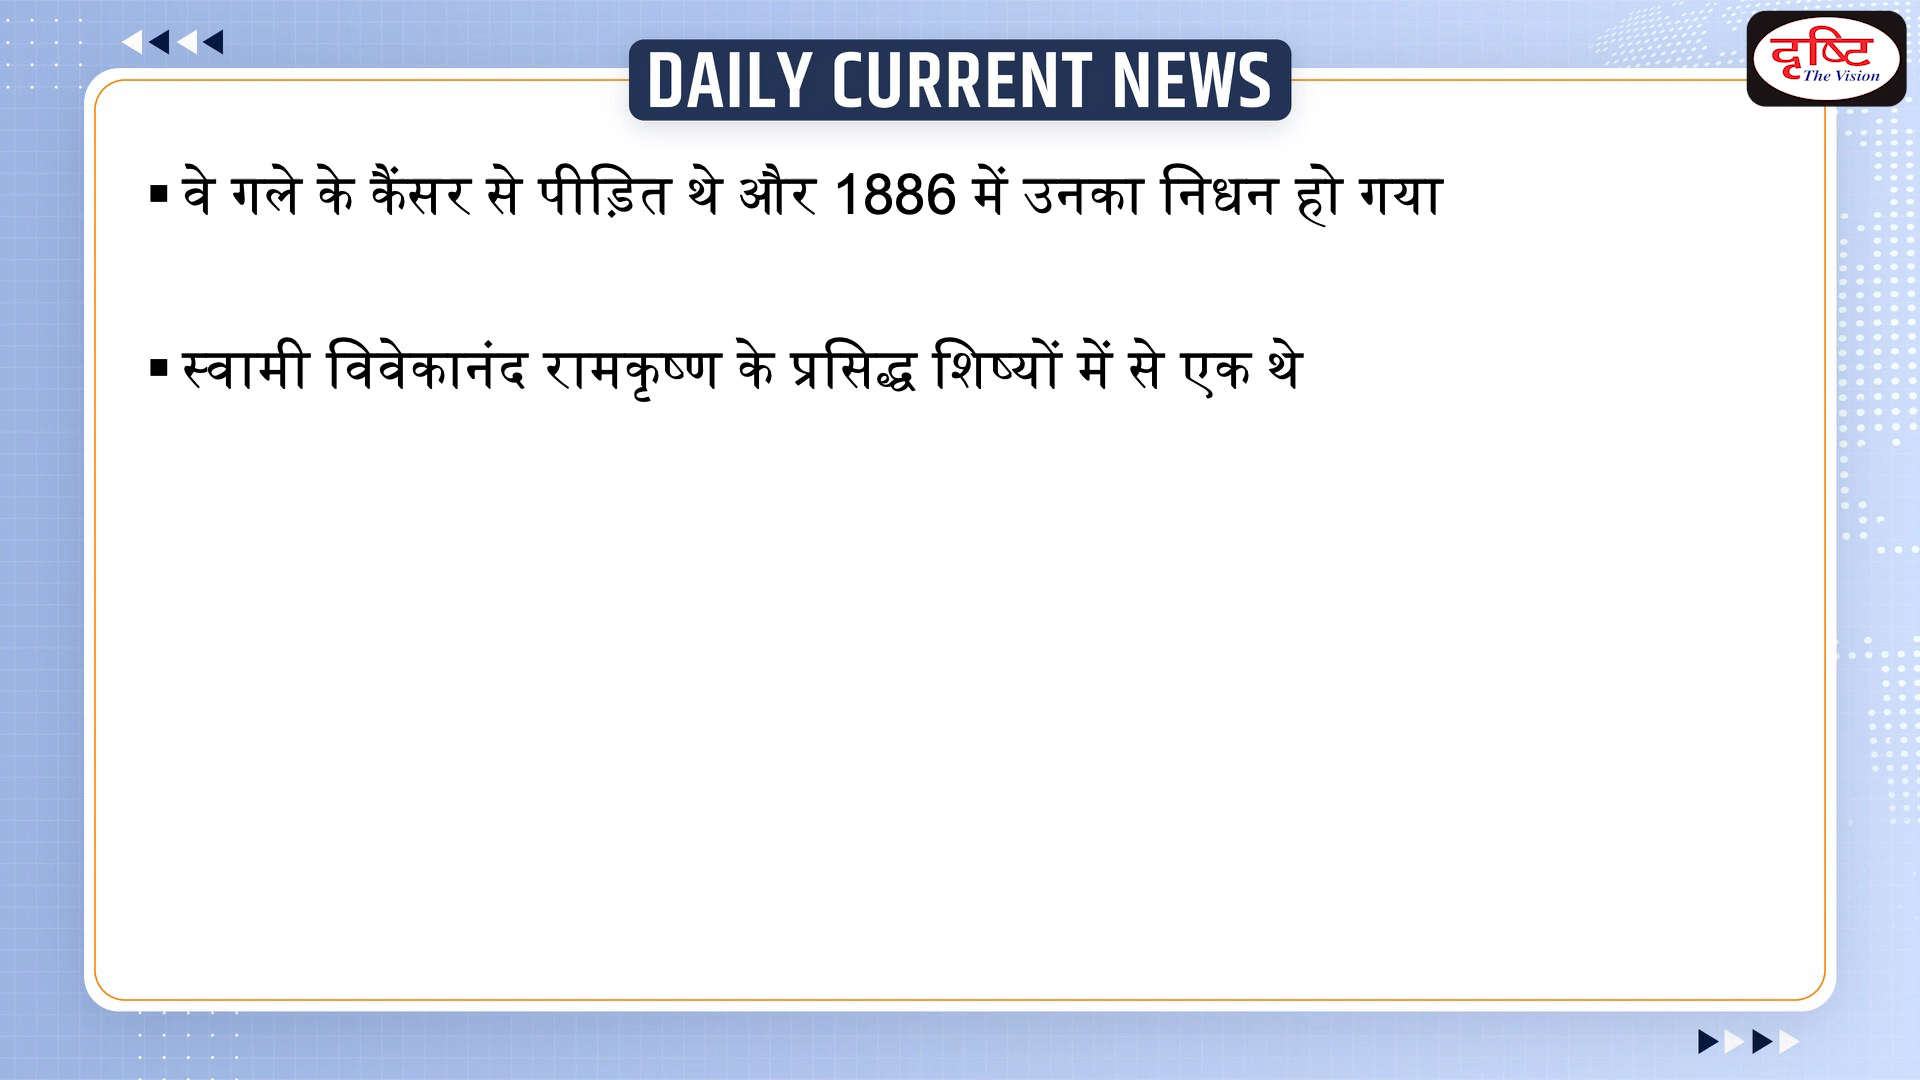 DAILY CURRENT NEWS
दृष्टि
The Vision
▪ वे गले के कैंसर से पीड़ित थे और 1886 में उनका निधन हो गया
▪ स्वामी विवेकानंद रामकृष्ण के प्रसिद्ध शिष्यों में से एक थे